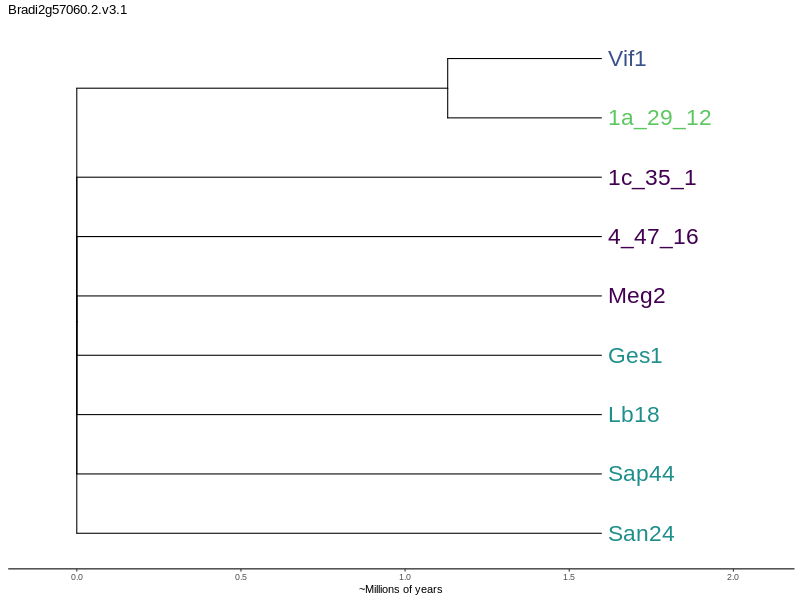 Bradi2g57060.2.v3.1
Vif1
1a_29_12
1c_35_1
4_47_16
Meg2
Ges1
Lb18
Sap44
San24
0.0 0.5 1.0 1.5 2.0
~Millions of years